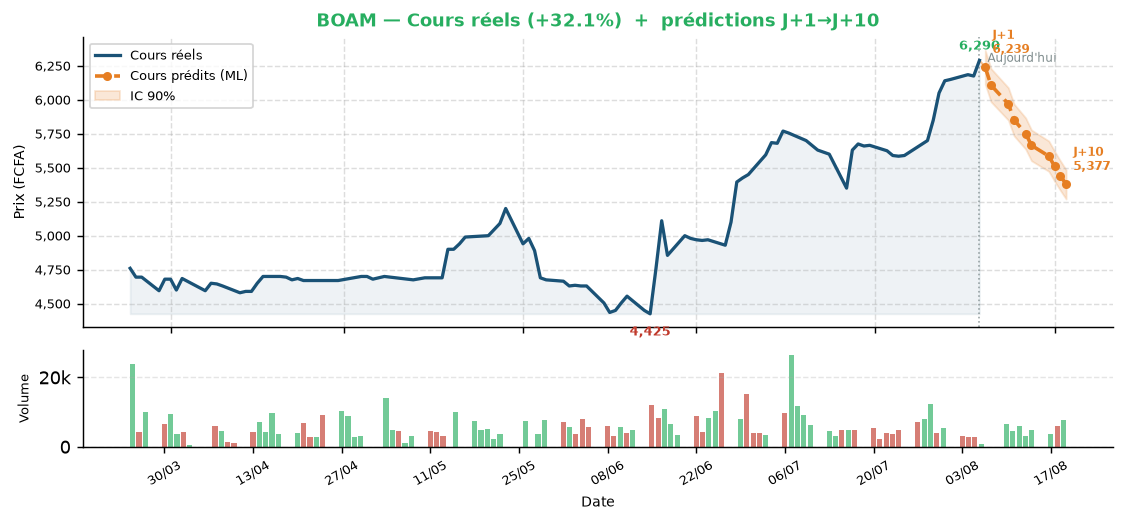 BOAM — Cours réels (+32.1%)  +  prédictions J+1→J+10
Cours réels
Cours prédits (ML)
IC 90%
6,290
J+1
6,239
Aujourd'hui
J+10
5,377
4,425
Prix (FCFA)
6,250
6,000
5,750
5,500
5,250
5,000
4,750
4,500
Volume
20k
0
30/03
13/04
27/04
11/05
25/05
08/06
22/06
06/07
20/07
03/08
17/08
Date